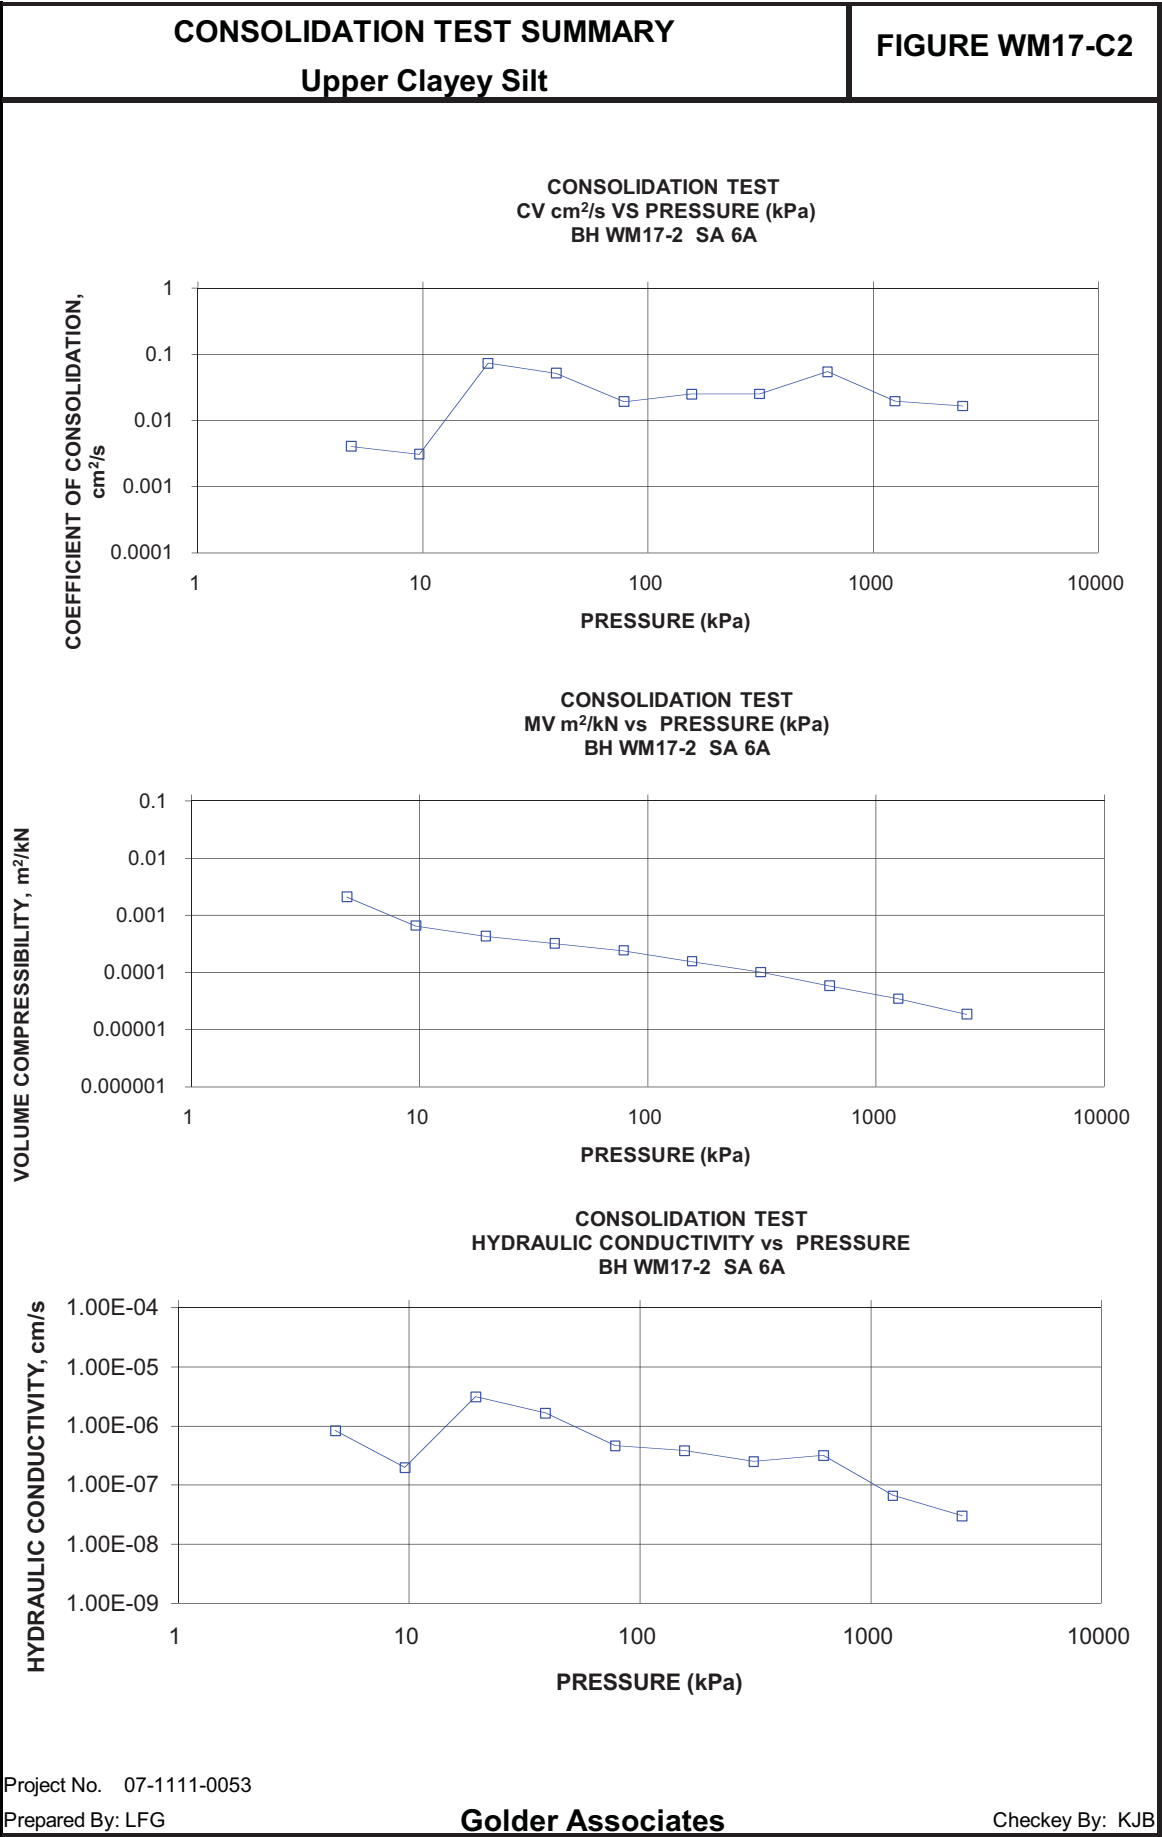 CONSOLIDATION TEST SUMMARY
Upper Clayey Silt
FIGURE WM17-C2
CONSOLIDATION TEST
CV cm²/s VS PRESSURE (kPa)
BH WM17-2 SA 6A
COEFFICIENT OF CONSOLIDATION,
cm²/s
1
0.1
0.01
0.001
0.0001
1 10 100 1000 10000
PRESSURE (kPa)
CONSOLIDATION TEST
MV m²/kN vs PRESSURE (kPa)
BH WM17-2 SA 6A
VOLUME COMPRESSIBILITY, m²/kN
0.1
0.01
0.001
0.0001
0.00001
0.000001
1 10 100 1000 10000
PRESSURE (kPa)
CONSOLIDATION TEST
HYDRAULIC CONDUCTIVITY vs PRESSURE
BH WM17-2 SA 6A
HYDRAULIC CONDUCTIVITY, cm/s
1.00E-04
1.00E-05
1.00E-06
1.00E-07
1.00E-08
1.00E-09
1 10 100 1000 10000
PRESSURE (kPa)
Project No. 07-1111-0053
Prepared By: LFG
Golder Associates
Checkey By: KJB